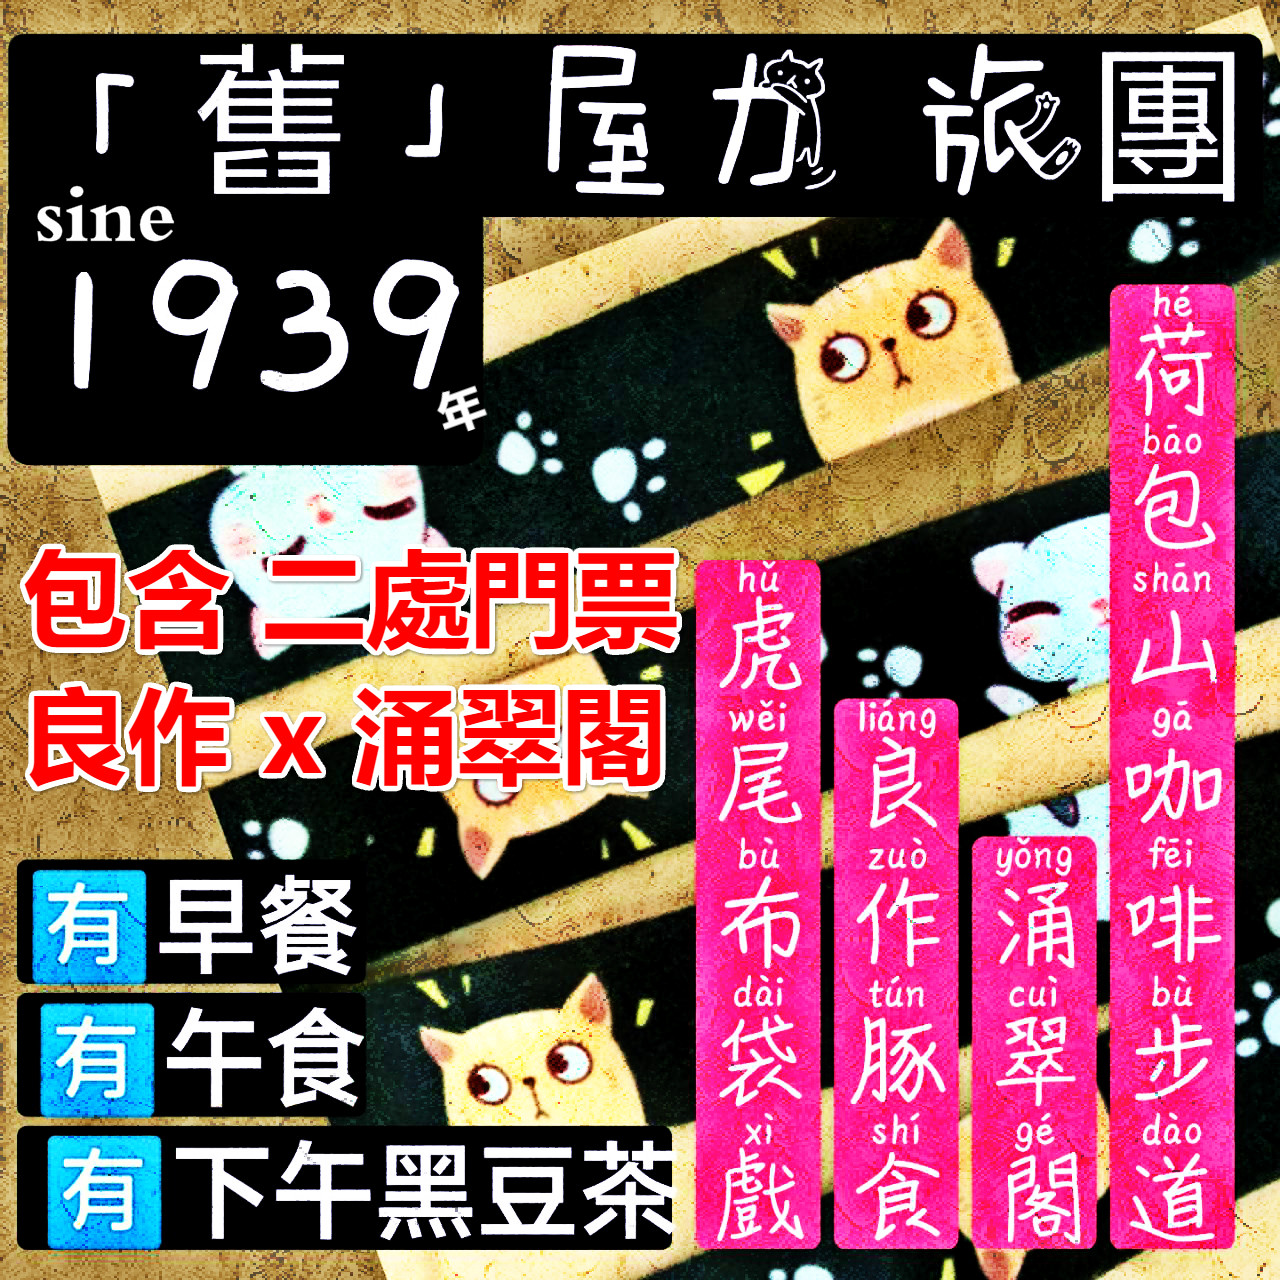 「舊」屋力 旅團
sine
1939年
包含 二處門票
良作 x 涌翠閣
有 早餐
有 午食
有 下午黑豆茶
hǔ
虎
wěi
尾
bù
布
dài
袋
xì
戲
liáng
良
zuò
作
tún
豚
shí
食
yǒng
涌
cuì
翠
gé
閣
hé
荷
bāo
包
shān
山
gā
咖
fēi
啡
bù
步
dào
道